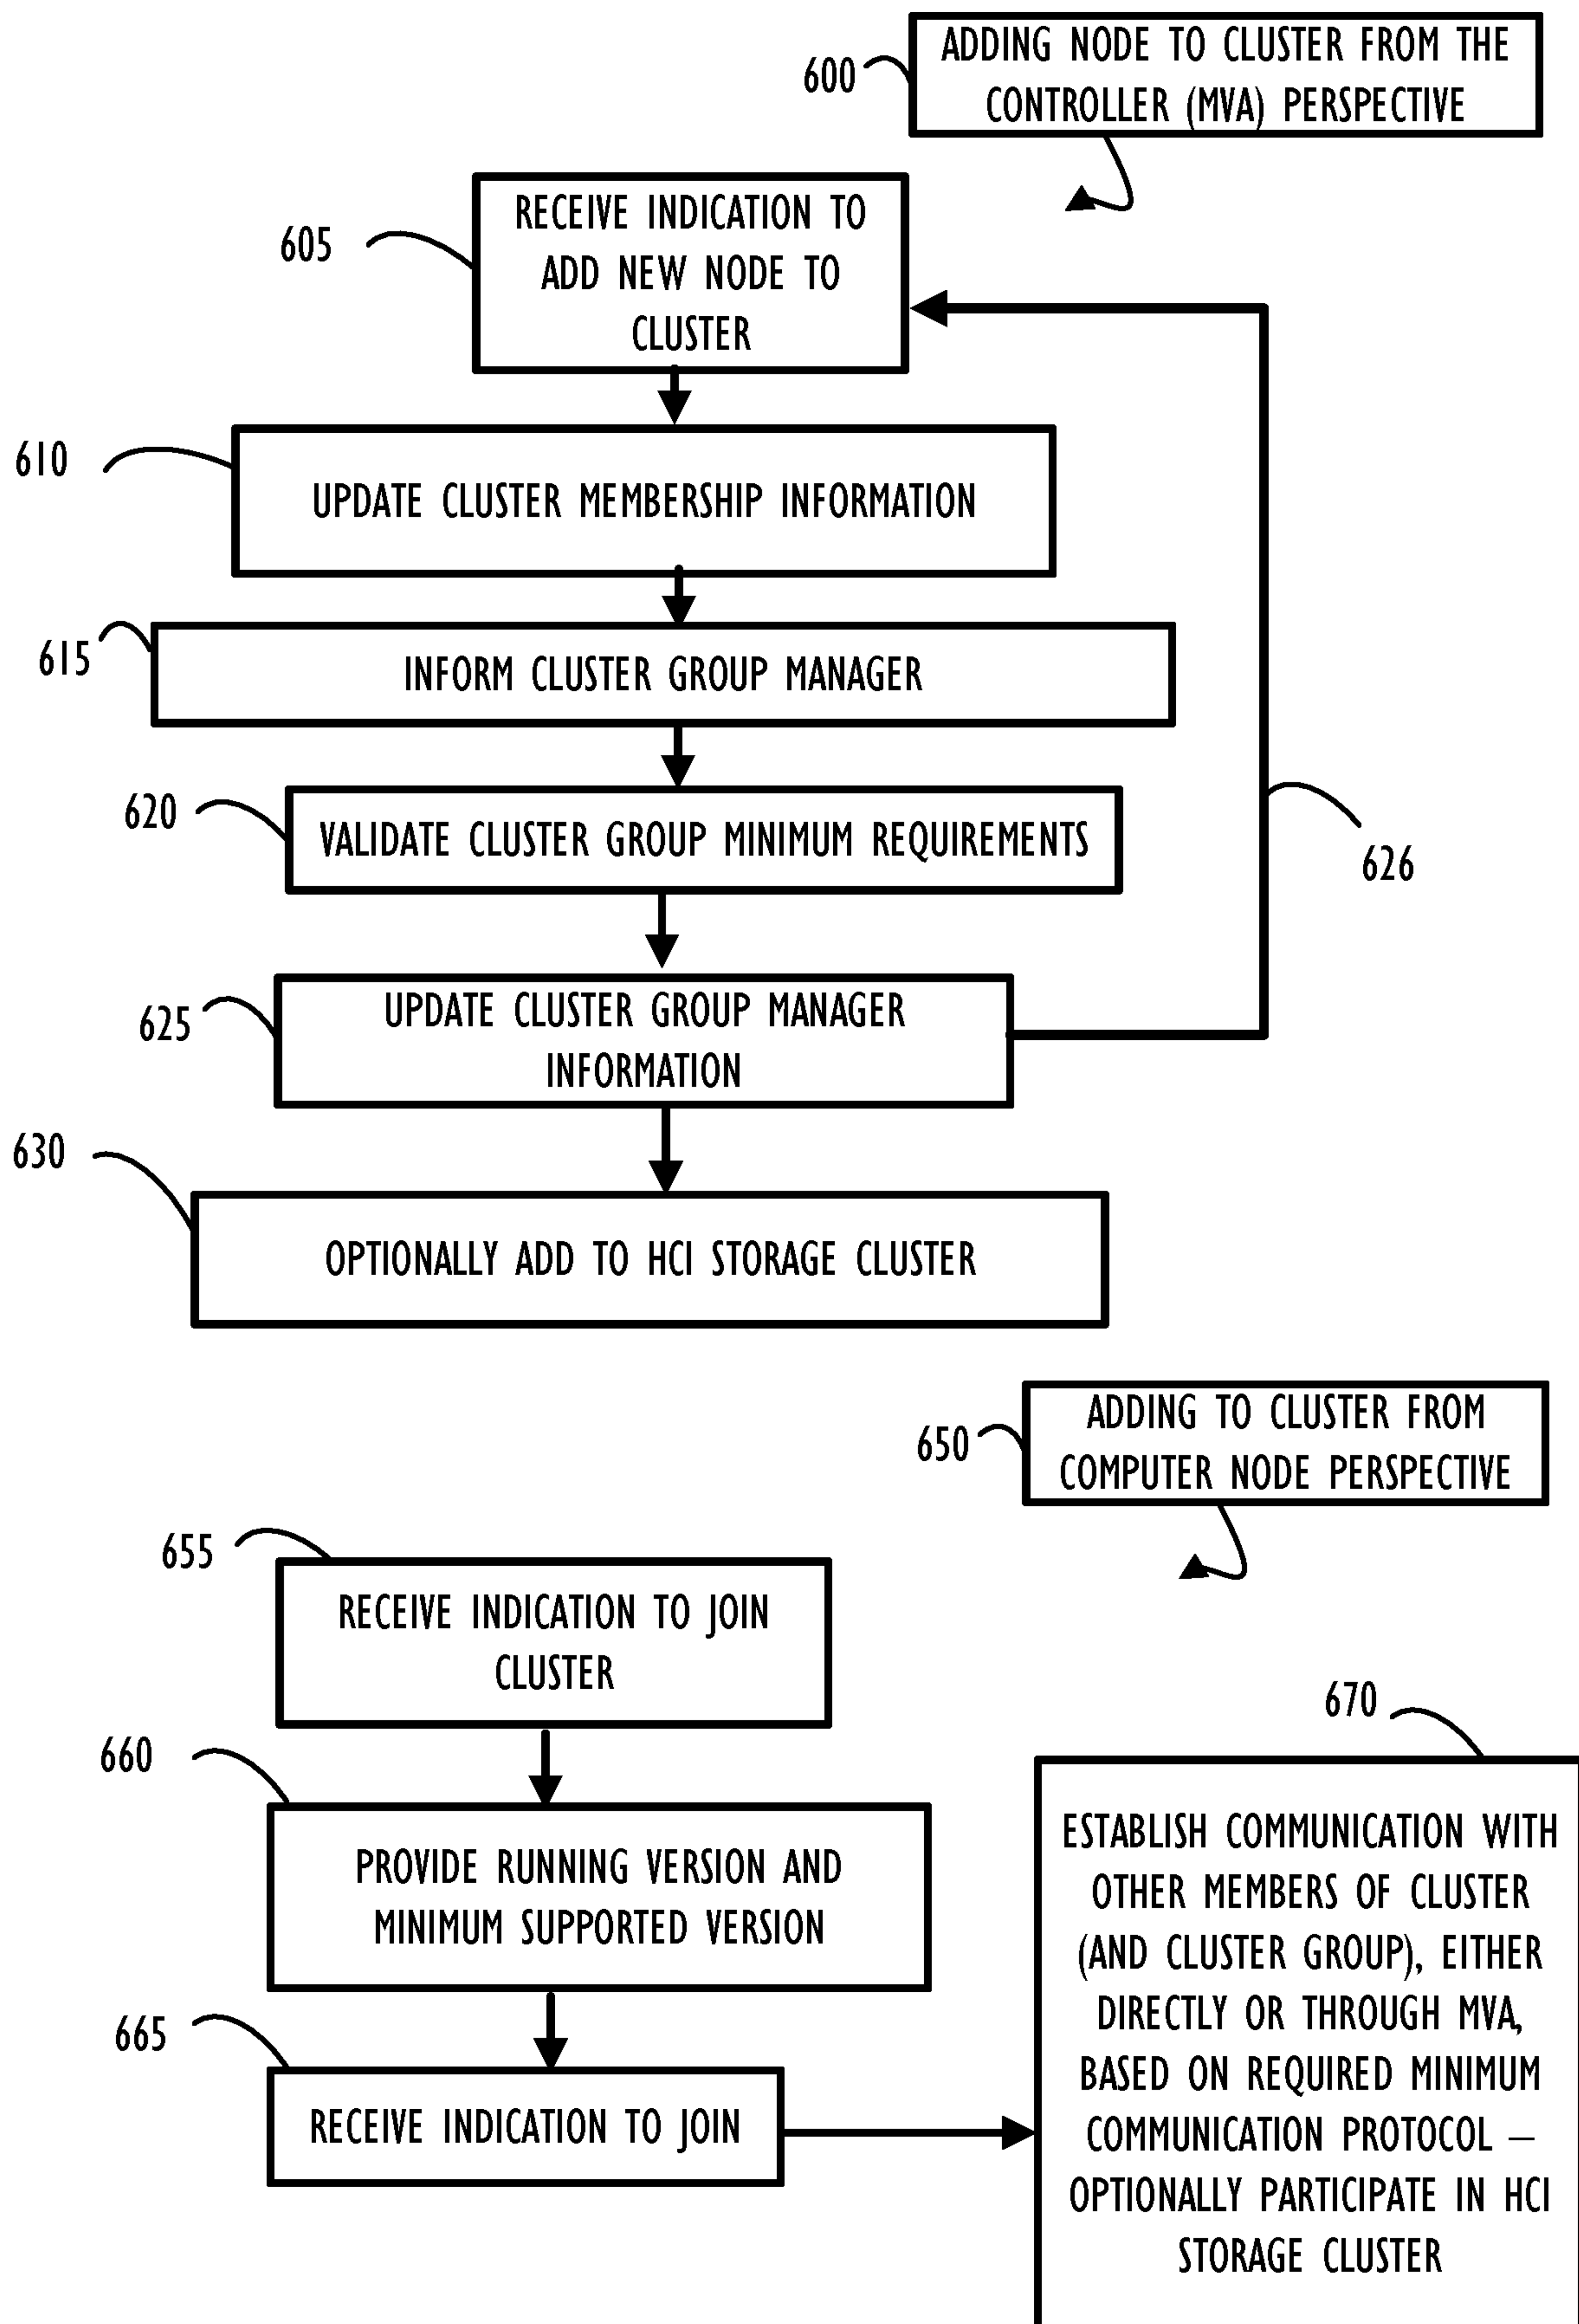 600
ADDING NODE TO CLUSTER FROM THE
CONTROLLER (MVA) PERSPECTIVE
605
RECEIVE INDICATION TO
ADD NEW NODE TO
CLUSTER
610
UPDATE CLUSTER MEMBERSHIP INFORMATION
615
INFORM CLUSTER GROUP MANAGER
620
VALIDATE CLUSTER GROUP MINIMUM REQUIREMENTS
626
625
UPDATE CLUSTER GROUP MANAGER
INFORMATION
630
OPTIONALLY ADD TO HCI STORAGE CLUSTER
650
ADDING TO CLUSTER FROM
COMPUTER NODE PERSPECTIVE
655
RECEIVE INDICATION TO JOIN
CLUSTER
660
PROVIDE RUNNING VERSION AND
MINIMUM SUPPORTED VERSION
665
RECEIVE INDICATION TO JOIN
670
ESTABLISH COMMUNICATION WITH
OTHER MEMBERS OF CLUSTER
(AND CLUSTER GROUP), EITHER
DIRECTLY OR THROUGH MVA,
BASED ON REQUIRED MINIMUM
COMMUNICATION PROTOCOL –
OPTIONALLY PARTICIPATE IN HCI
STORAGE CLUSTER